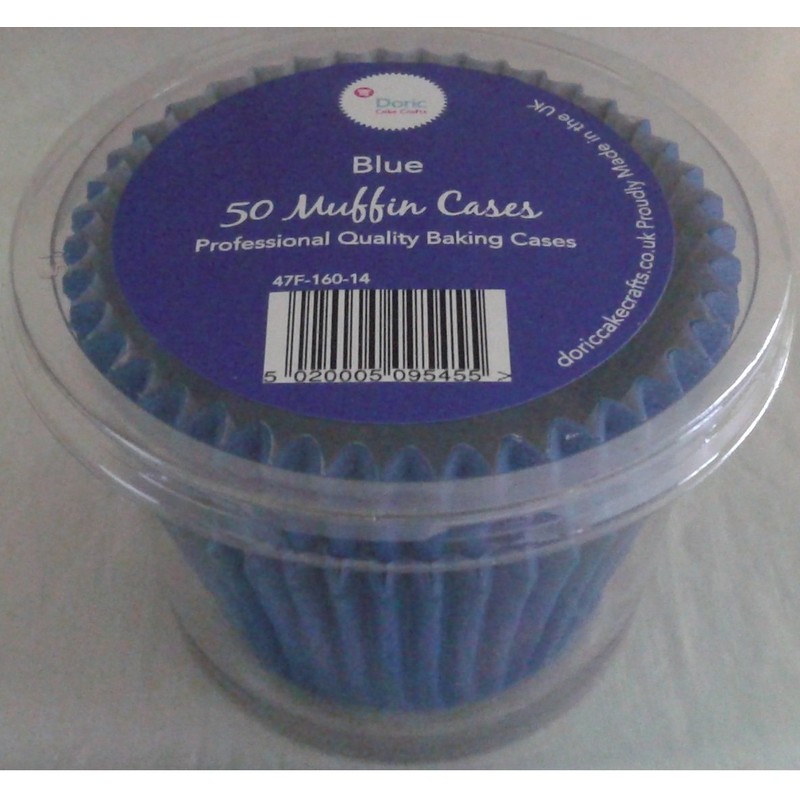 Doric
Cake Crafts
Blue
50 Muffin Cases
Professional Quality Baking Cases
47F-160-14
5 020005 095455 >
doriccakecrafts.co.uk Proudly Made in the UK